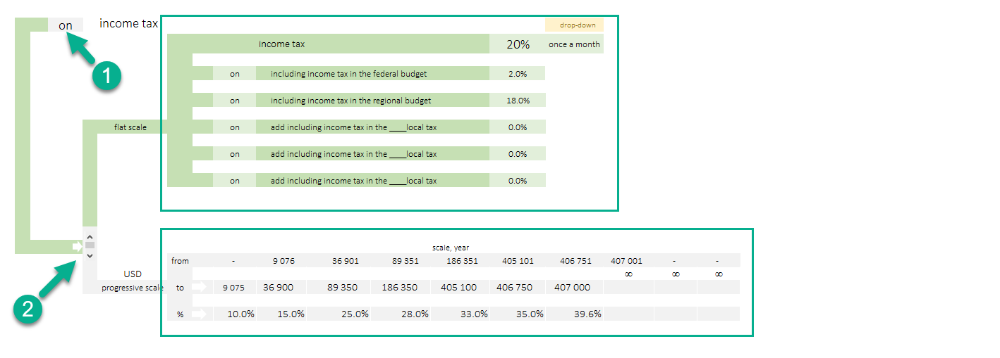 on income tax
drop-down
income tax 20% once a month
1
on including income tax in the federal budget 2.0%
on including income tax in the regional budget 18.0%
flat scale on add including income tax in the ____local tax 0.0%
on add including income tax in the ____local tax 0.0%
on add including income tax in the ____local tax 0.0%
scale, year
from - 9 076 36 901 89 351 186 351 405 101 406 751 407 001 - -
USD ∞ ∞ ∞
progressive scale to 9 075 36 900 89 350 186 350 405 100 406 750 407 000
2
% 10.0% 15.0% 25.0% 28.0% 33.0% 35.0% 39.6%